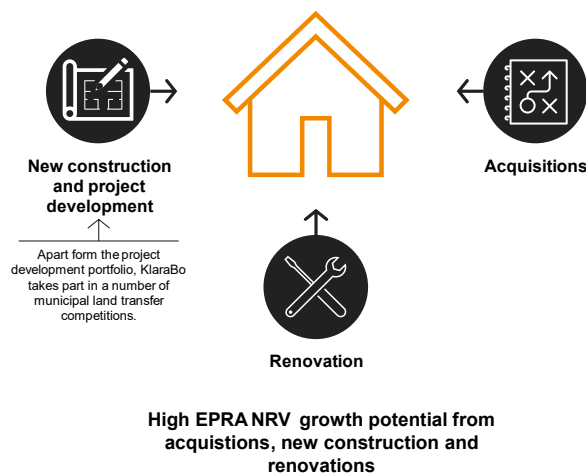 New construction
and project
development
Apart form the project
development portfolio, KlaraBo
takes part in a number of
municipal land transfer
competitions.
Acquisitions
Renovation
High EPRA NRV growth potential from
acquistions, new construction and
renovations